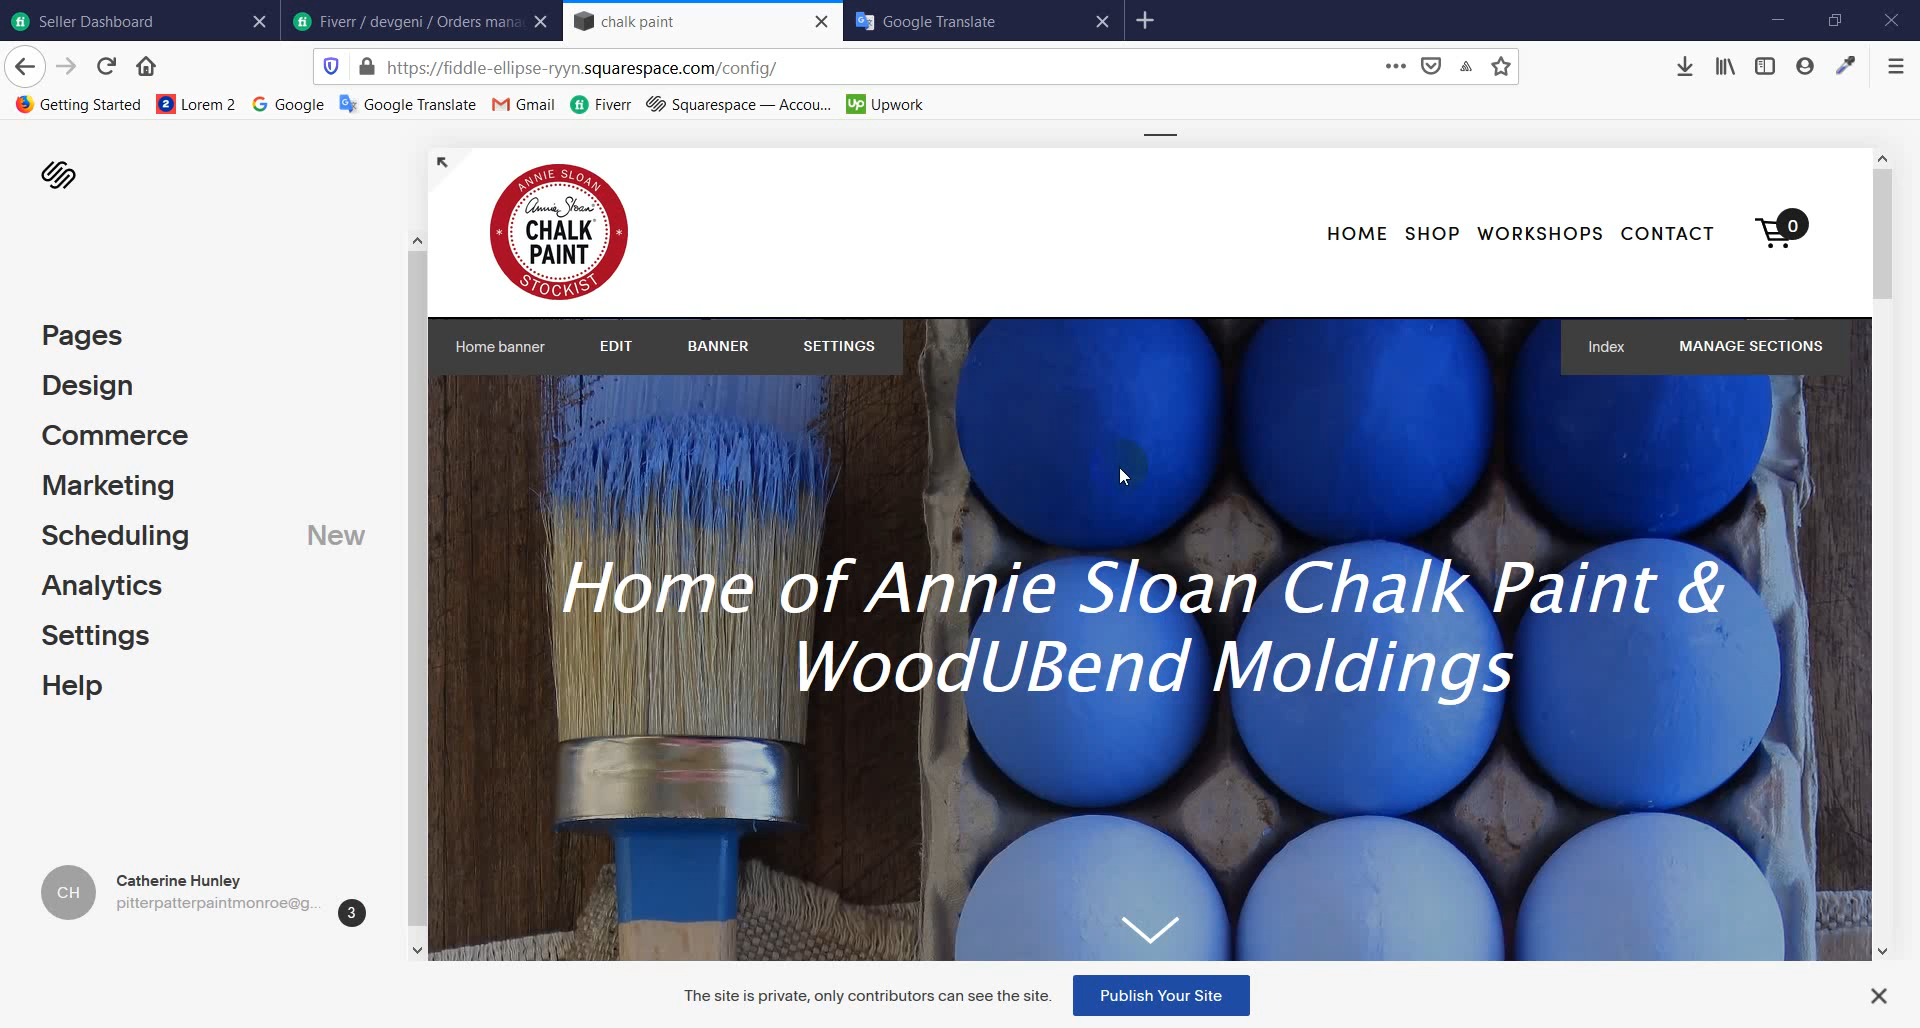 Seller Dashboard
Fiverr / devgeni / Orders mana
chalk paint
Google Translate
https://fiddle-ellipse-ryyn.squarespace.com/config/
Getting Started
Lorem 2
Google
Google Translate
Gmail
Fiverr
Squarespace — Accou...
Upwork
Pages
Design
Commerce
Marketing
Scheduling New
Analytics
Settings
Help
CH
Catherine Hunley
pitterpatterpaintmonroe@g...
3
ANNIE SLOAN
Annie Sloan
CHALK
PAINT
STOCKIST
HOME SHOP WORKSHOPS CONTACT
0
Home banner EDIT BANNER SETTINGS
Index MANAGE SECTIONS
Home of Annie Sloan Chalk Paint &
WoodUBend Moldings
The site is private, only contributors can see the site.
Publish Your Site